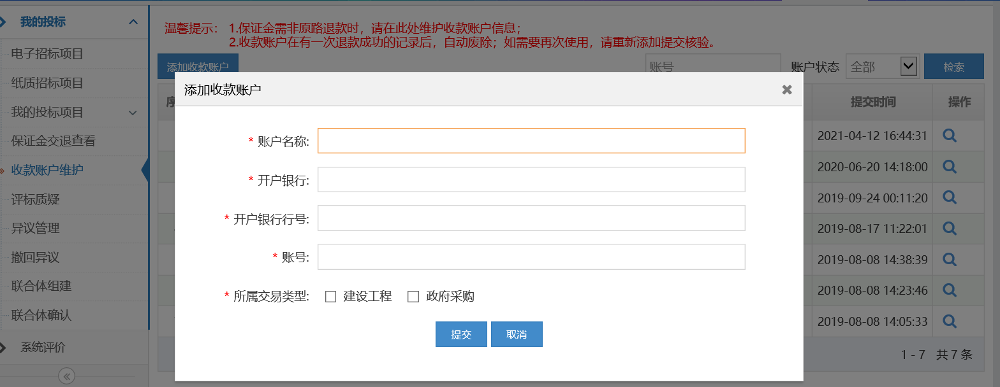 我的投标
电子招标项目
纸质招标项目
我的投标项目
保证金交退查看
收款账户维护
评标质疑
异议管理
撤回异议
联合体组建
联合体确认
系统评价
温馨提示： 1.保证金需非原路退款时，请在此处维护收款账户信息；
2.收款账户在有一次退款成功的记录后，自动废除；如需要再次使用，请重新添加提交核验。
添加收款账户
账号
账户状态
全部
检索
提交时间 操作
2021-04-12 16:44:31
2020-06-20 14:18:00
2019-09-24 00:11:20
2019-08-17 11:22:01
2019-08-08 14:38:39
2019-08-08 14:23:46
2019-08-08 14:05:33
1 - 7 共 7 条
添加收款账户
* 账户名称:
* 开户银行:
* 开户银行行号:
* 账号:
* 所属交易类型: 建设工程 政府采购
提交 取消